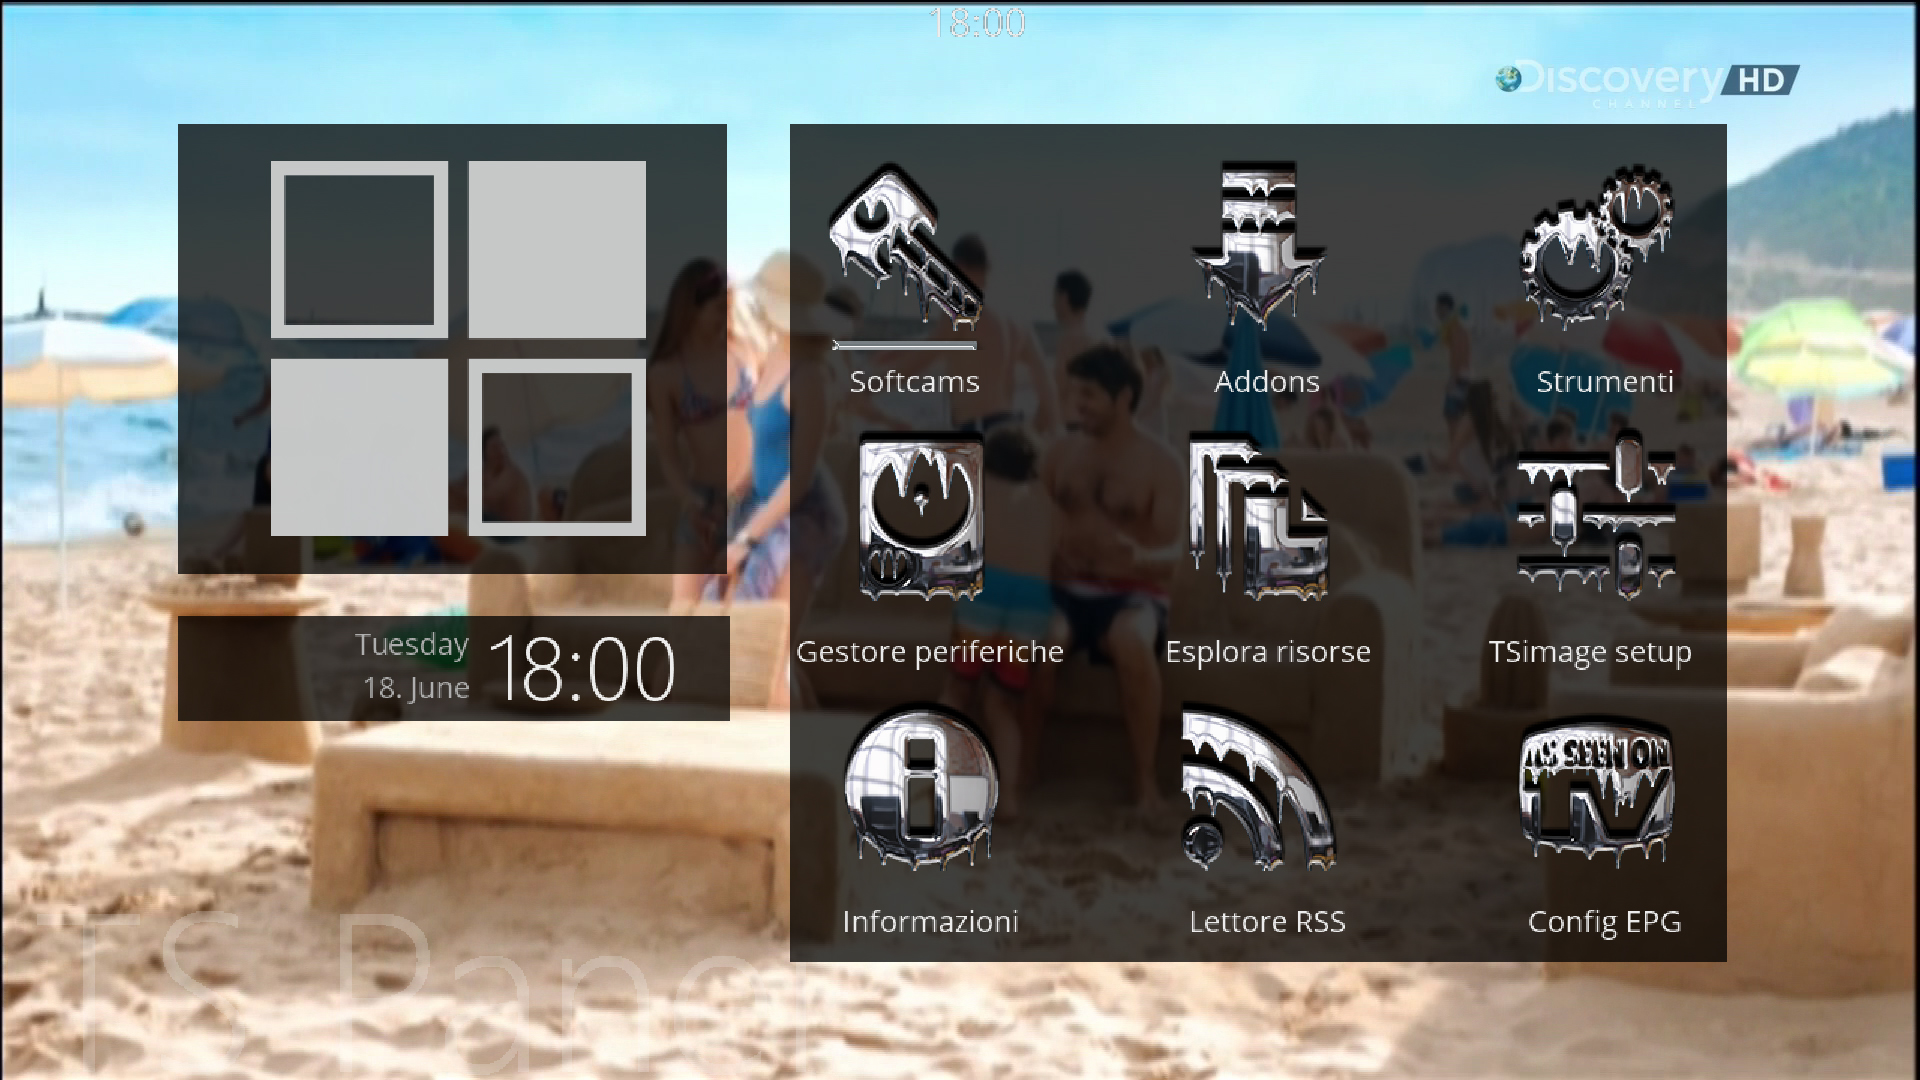 18:00
Discovery HD
CHANNEL
Softcams
Addons
Strumenti
Tuesday
18. June
18:00
Gestore periferiche
Esplora risorse
TSimage setup
AS SEEN ON
TV
Informazioni
Lettore RSS
Config EPG
TS Panel